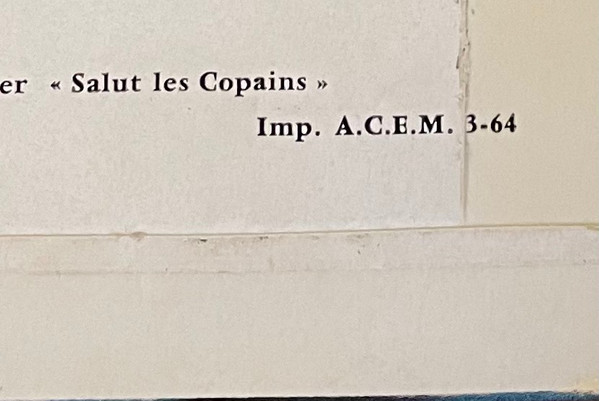 er « Salut les Copains »
Imp. A.C.E.M. 3-64